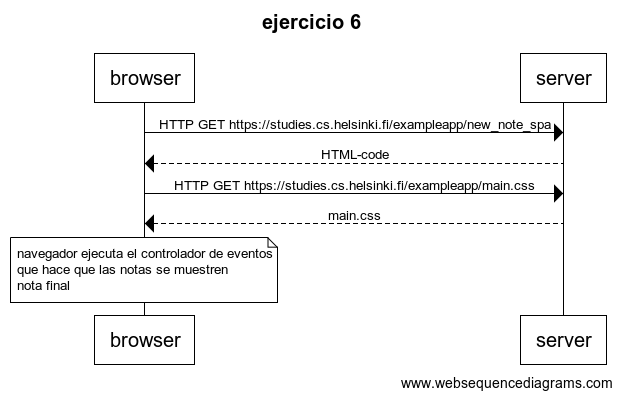 ejercicio 6
browser
server
HTTP GET https://studies.cs.helsinki.fi/exampleapp/new_note_spa
HTML-code
HTTP GET https://studies.cs.helsinki.fi/exampleapp/main.css
main.css
navegador ejecuta el controlador de eventos
que hace que las notas se muestren
nota final
browser
server
www.websequencediagrams.com